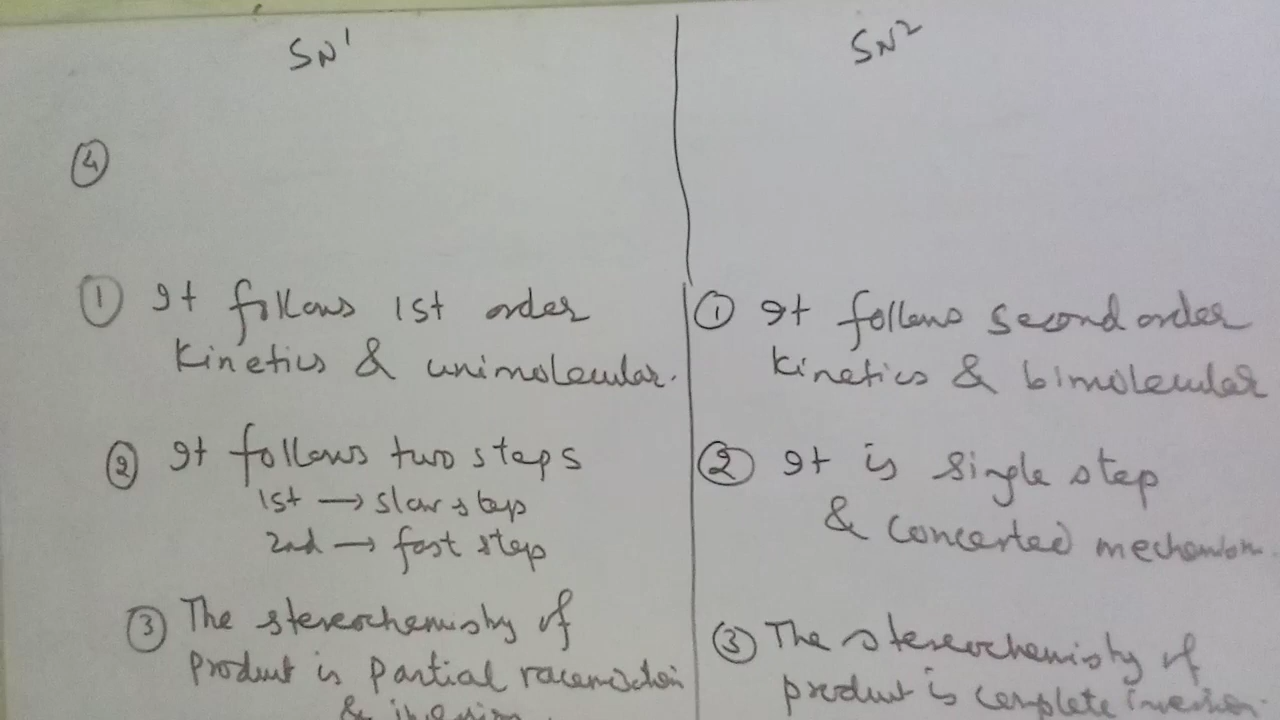 SN1
SN2
④
① It follows 1st order
kinetics & unimolecular.
② It follows two steps
1st → slow step
2nd → fast step
③ The stereochemistry of
product is partial racemisation
&
① It follows second order
kinetics & bimolecular
② It is single step
& concerted mechanism.
③ The stereochemistry of
product is complete inversion.